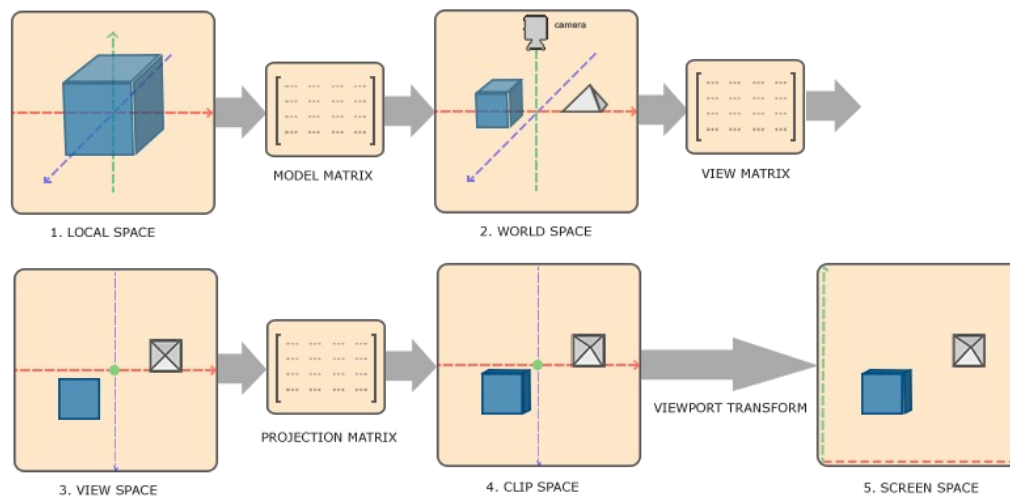 camera
MODEL MATRIX
VIEW MATRIX
1. LOCAL SPACE
2. WORLD SPACE
VIEWPORT TRANSFORM
PROJECTION MATRIX
3. VIEW SPACE
4. CLIP SPACE
5. SCREEN SPACE